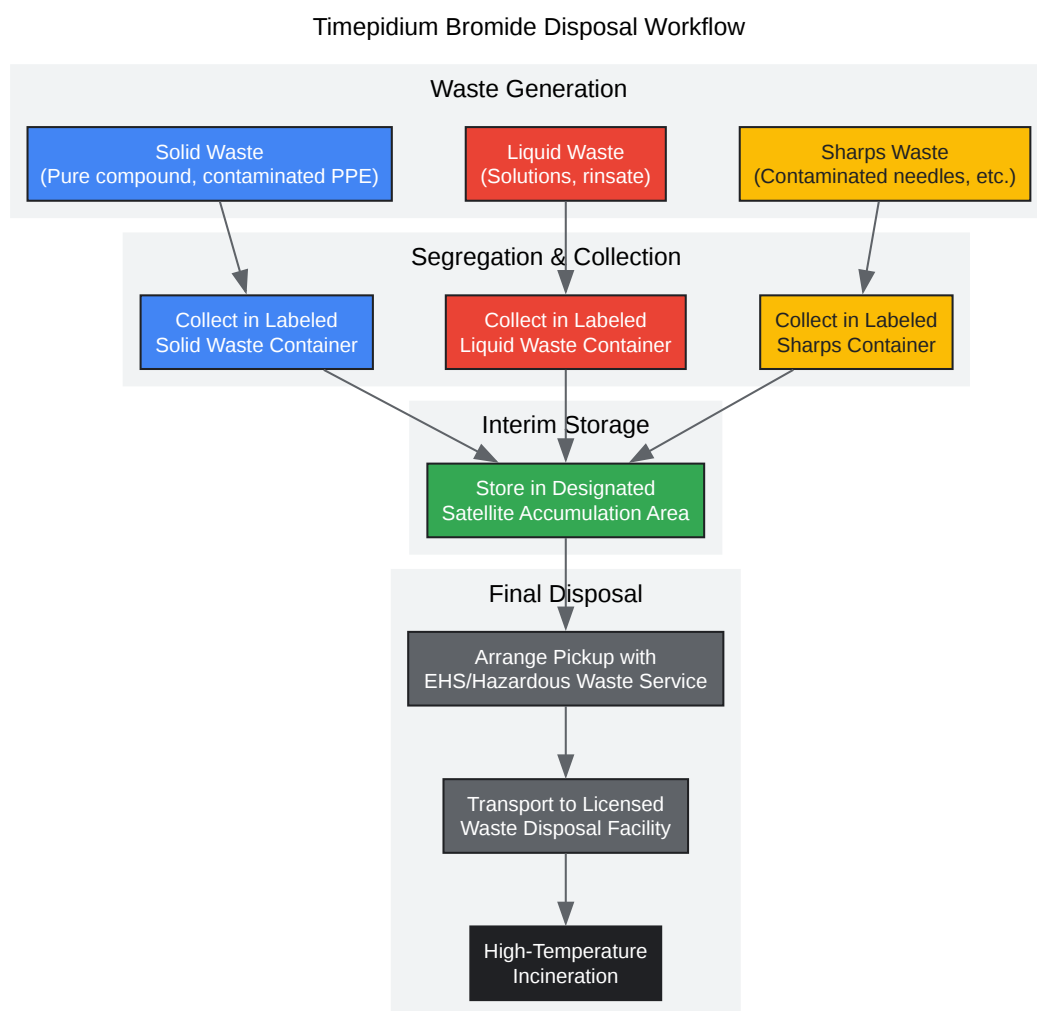 Timepidium Bromide Disposal Workflow
Waste Generation
Solid Waste
(Pure compound, contaminated PPE)
Liquid Waste
(Solutions, rinsate)
Sharps Waste
(Contaminated needles, etc.)
Segregation & Collection
Collect in Labeled
Solid Waste Container
Collect in Labeled
Liquid Waste Container
Collect in Labeled
Sharps Container
Interim Storage
Store in Designated
Satellite Accumulation Area
Final Disposal
Arrange Pickup with
EHS/Hazardous Waste Service
Transport to Licensed
Waste Disposal Facility
High-Temperature
Incineration